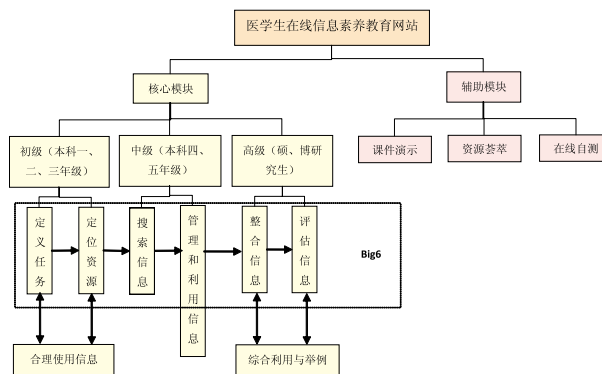 医学生在线信息素养教育网站
核心模块
辅助模块
初级（本科一、
二、三年级）
中级（本科四、
五年级）
高级（硕、博研
究生）
课件演示
资源荟萃
在线自测
定义任务
定位资源
搜索信息
管理和利用信息
整合信息
评估信息
Big6
合理使用信息
综合利用与举例